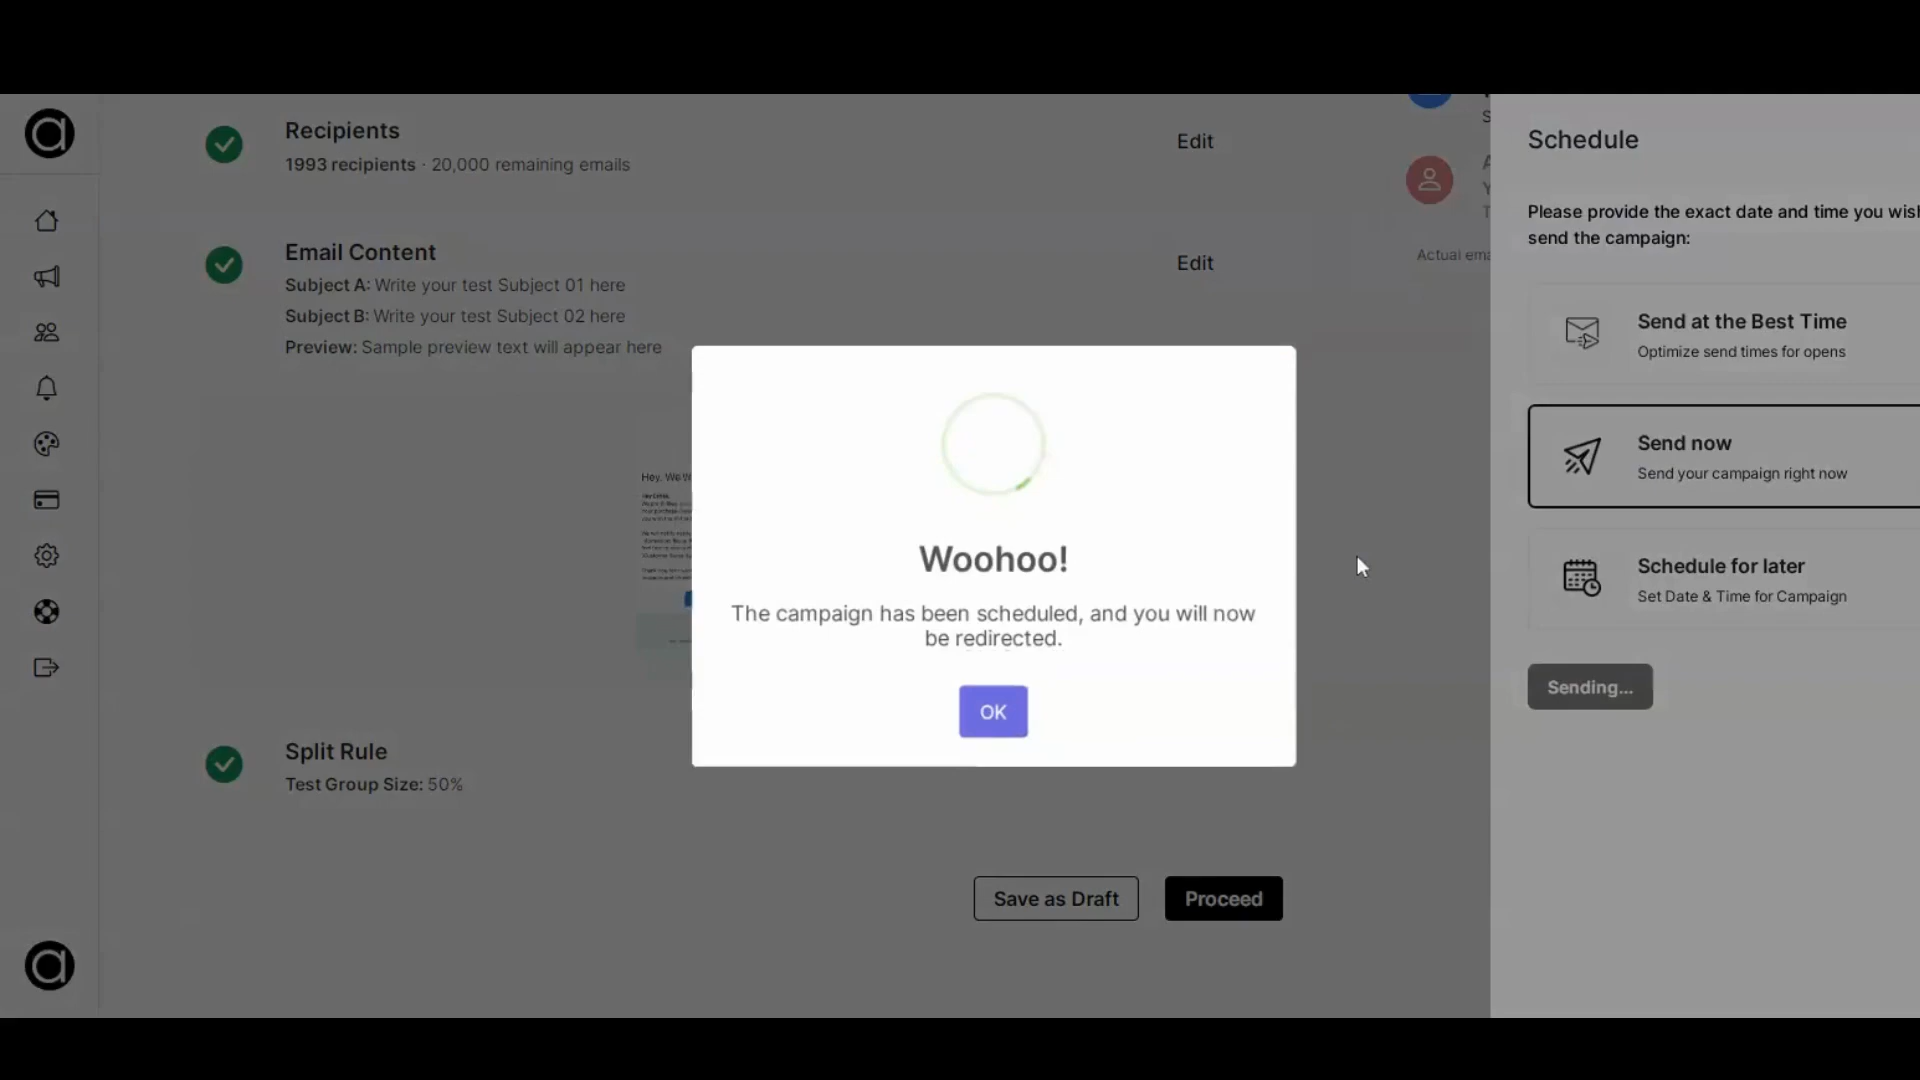 Recipients
1993 recipients · 20,000 remaining emails
Edit
Email Content
Subject A: Write your test Subject 01 here
Subject B: Write your test Subject 02 here
Preview: Sample preview text will appear here
Edit
Hey. We
Split Rule
Test Group Size: 50%
Save as Draft
Proceed
Woohoo!
The campaign has been scheduled, and you will now
be redirected.
OK
Actual
Schedule
Please provide the exact date and time you
send the campaign:
Send at the Best Time
Optimize send times for opens
Send now
Send your campaign right now
Schedule for later
Set Date & Time for Campaign
Sending...